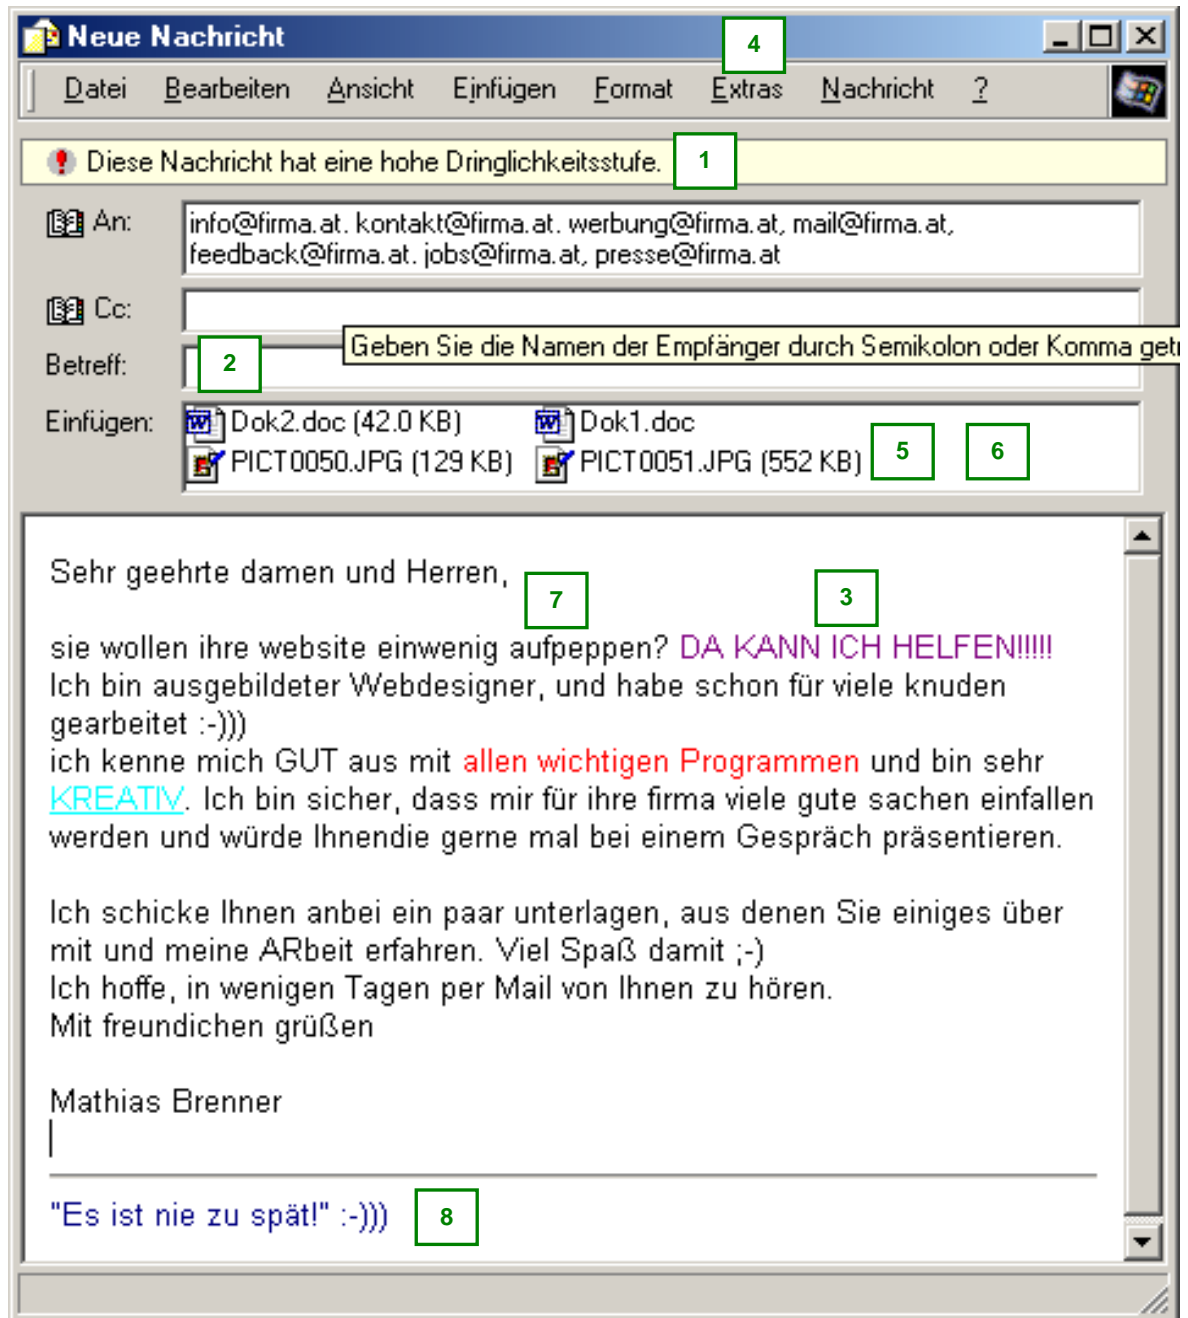 Neue Nachricht
4
Datei Bearbeiten Ansicht Einfügen Format Extras Nachricht ?
Diese Nachricht hat eine hohe Dringlichkeitsstufe. 1
An: info@firma.at. kontakt@firma.at. werbung@firma.at, mail@firma.at,
feedback@firma.at. jobs@firma.at, presse@firma.at
Cc:
Geben Sie die Namen der Empfänger durch Semikolon oder Komma getr
Betreff: 2
Einfügen: Dok2.doc (42.0 KB) Dok1.doc
PICT0050.JPG (129 KB) PICT0051.JPG (552 KB) 5 6
Sehr geehrte damen und Herren,
7 3
sie wollen ihre website einwenig aufpeppen? DA KANN ICH HELFEN!!!!!
Ich bin ausgebildeter Webdesigner, und habe schon für viele knuden
gearbeitet :-)))
ich kenne mich GUT aus mit allen wichtigen Programmen und bin sehr
KREATIV. Ich bin sicher, dass mir für ihre firma viele gute sachen einfallen
werden und würde Ihnendie gerne mal bei einem Gespräch präsentieren.
Ich schicke Ihnen anbei ein paar unterlagen, aus denen Sie einiges über
mit und meine ARbeit erfahren. Viel Spaß damit ;-)
Ich hoffe, in wenigen Tagen per Mail von Ihnen zu hören.
Mit freundichen grüßen
Mathias Brenner
"Es ist nie zu spät!" :-))) 8